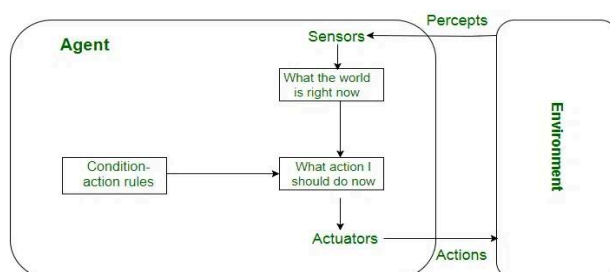 Percepts
Agent
Sensors
What the world
is right now
Condition-
action rules
What action I
should do now
Actuators
Actions
Environment